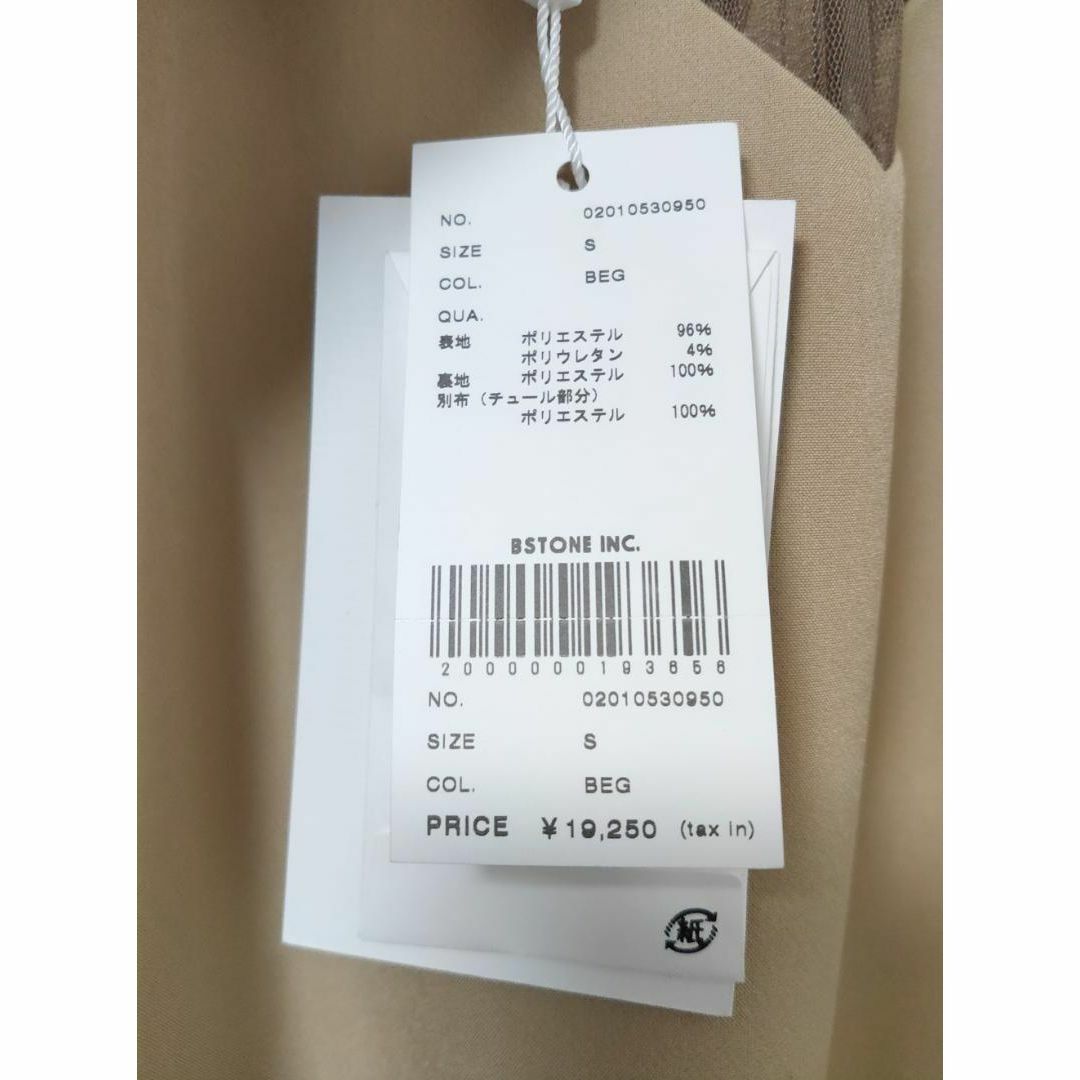 NO. 02010530950
SIZE S
COL. BEG
QUA.
表地 ポリエステル 96%
ポリウレタン 4%
裏地 ポリエステル 100%
別布(チュール部分)
ポリエステル 100%
BSTONE INC.
2000000193656
NO. 02010530950
SIZE S
COL. BEG
PRICE ¥19,250 (tax in)
紙